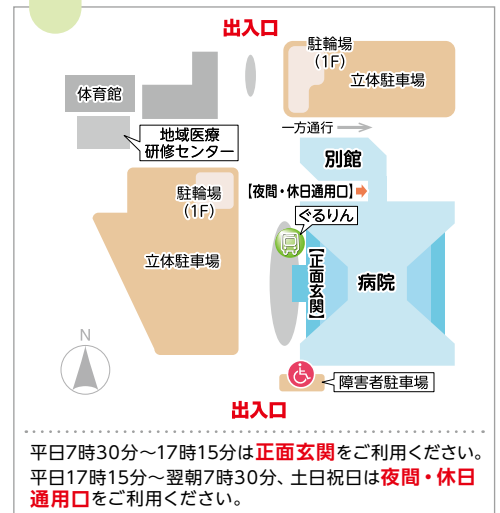 出入口
駐輪場
(1F)
立体駐車場
体育館
一方通行
地域医療
研修センター
別館
【夜間・休日通用口】
駐輪場
(1F)
ぐるりん
立体駐車場
【正面玄関】
病院
N
障害者駐車場
出入口
平日7時30分～17時15分は正面玄関をご利用ください。
平日17時15分～翌朝7時30分、土日祝日は夜間・休日
通用口をご利用ください。